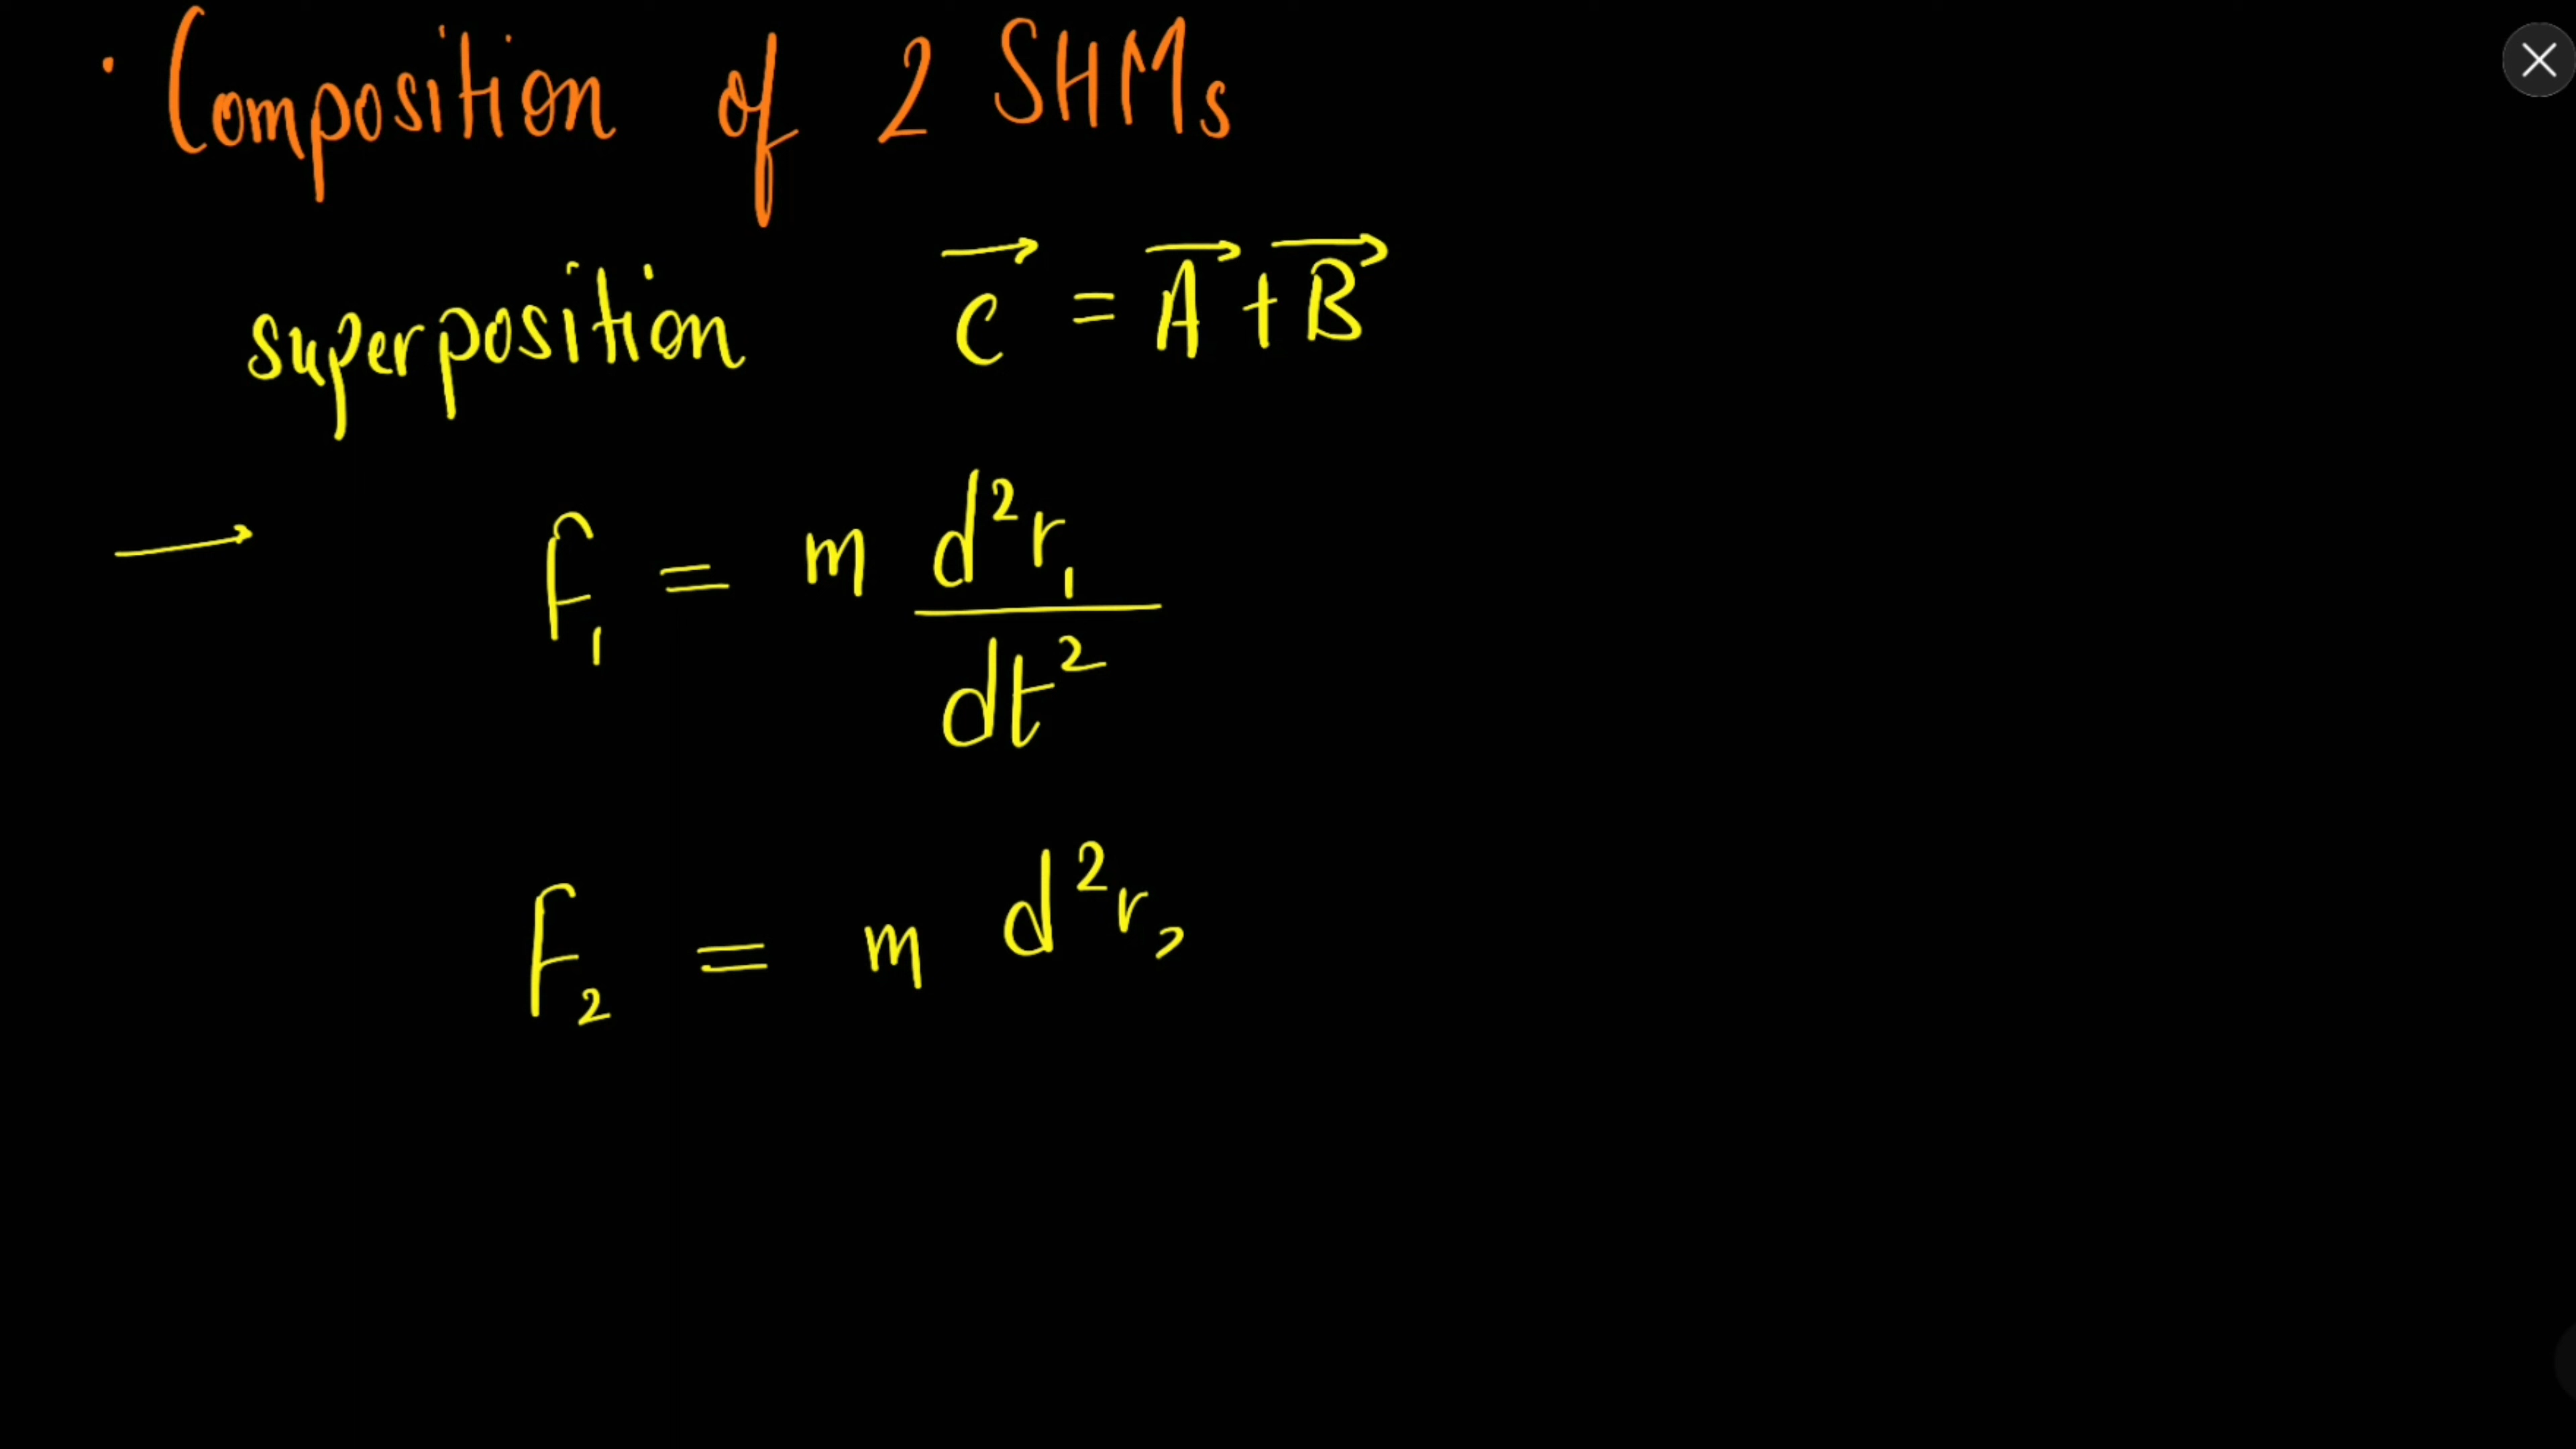 · Composition of 2 SHMs
superposition C⃗ = A⃗ + B⃗
→ F₁ = m d²r₁ / dt²
F₂ = m d²r₂